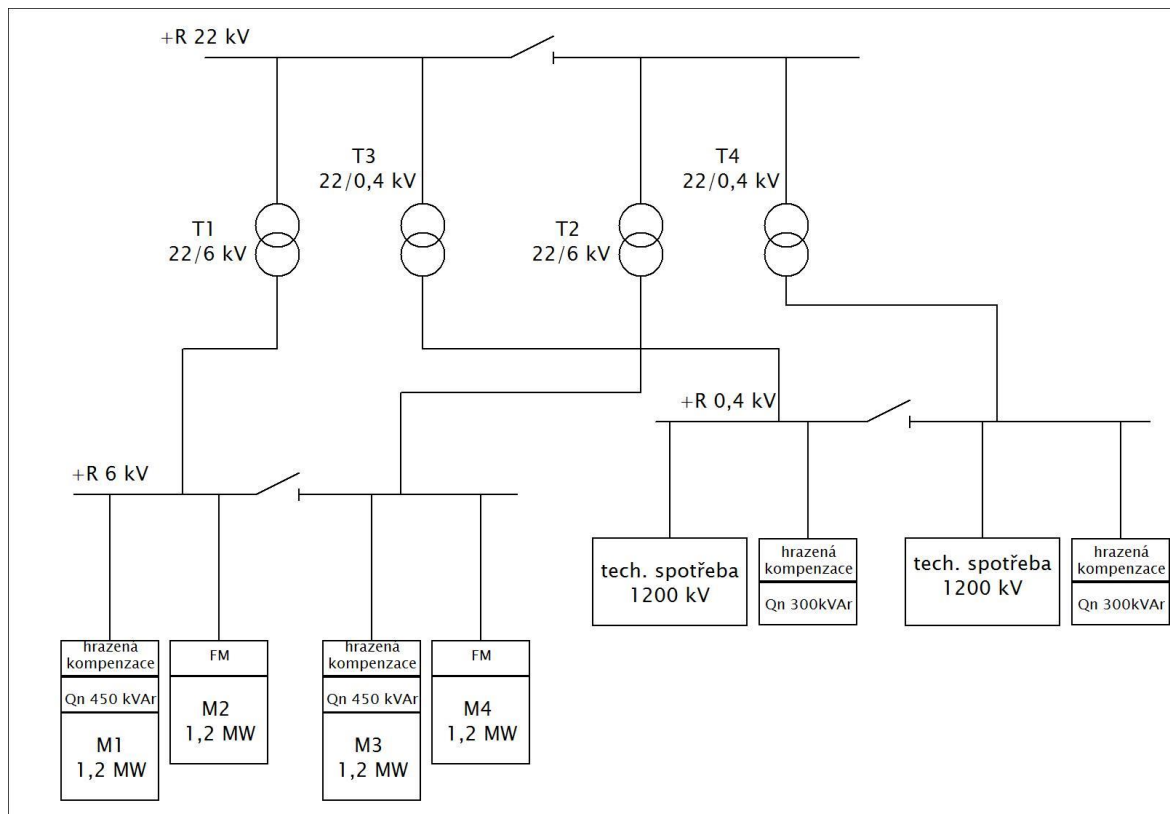 +R 22 kV
T3
22/0,4 kV
T4
22/0,4 kV
T1
22/6 kV
T2
22/6 kV
+R 0,4 kV
+R 6 kV
tech. spotřeba
1200 kV
hrazená
kompenzace
Qn 300kVAr
tech. spotřeba
1200 kV
hrazená
kompenzace
Qn 300kVAr
hrazená
kompenzace
Qn 450 kVAr
M1
1,2 MW
FM
M2
1,2 MW
hrazená
kompenzace
Qn 450 kVAr
M3
1,2 MW
FM
M4
1,2 MW